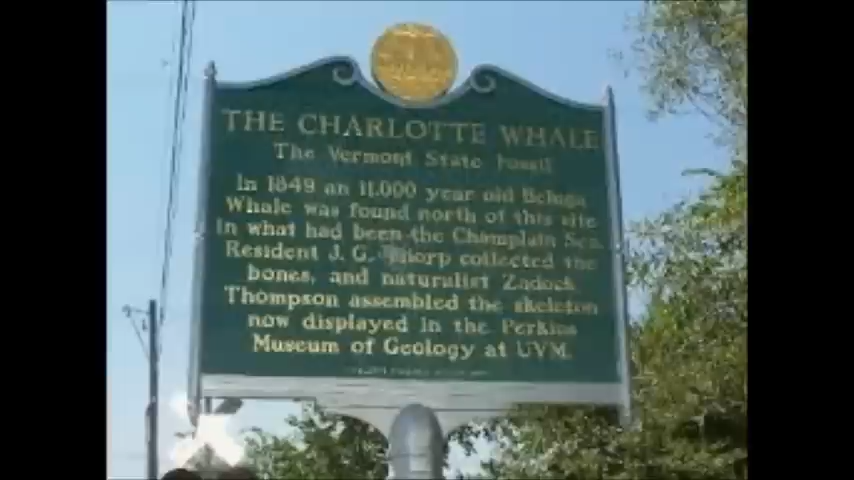 THE CHARLOTTE WHALE
The Vermont State Fossil
In 1849 an 11,000 year old Beluga
Whale was found north of this site
in what had been the Champlain Sea.
Resident J. G. Thorp collected the
bones, and naturalist Zadock
Thompson assembled the skeleton
now displayed in the Perkins
Museum of Geology at UVM.